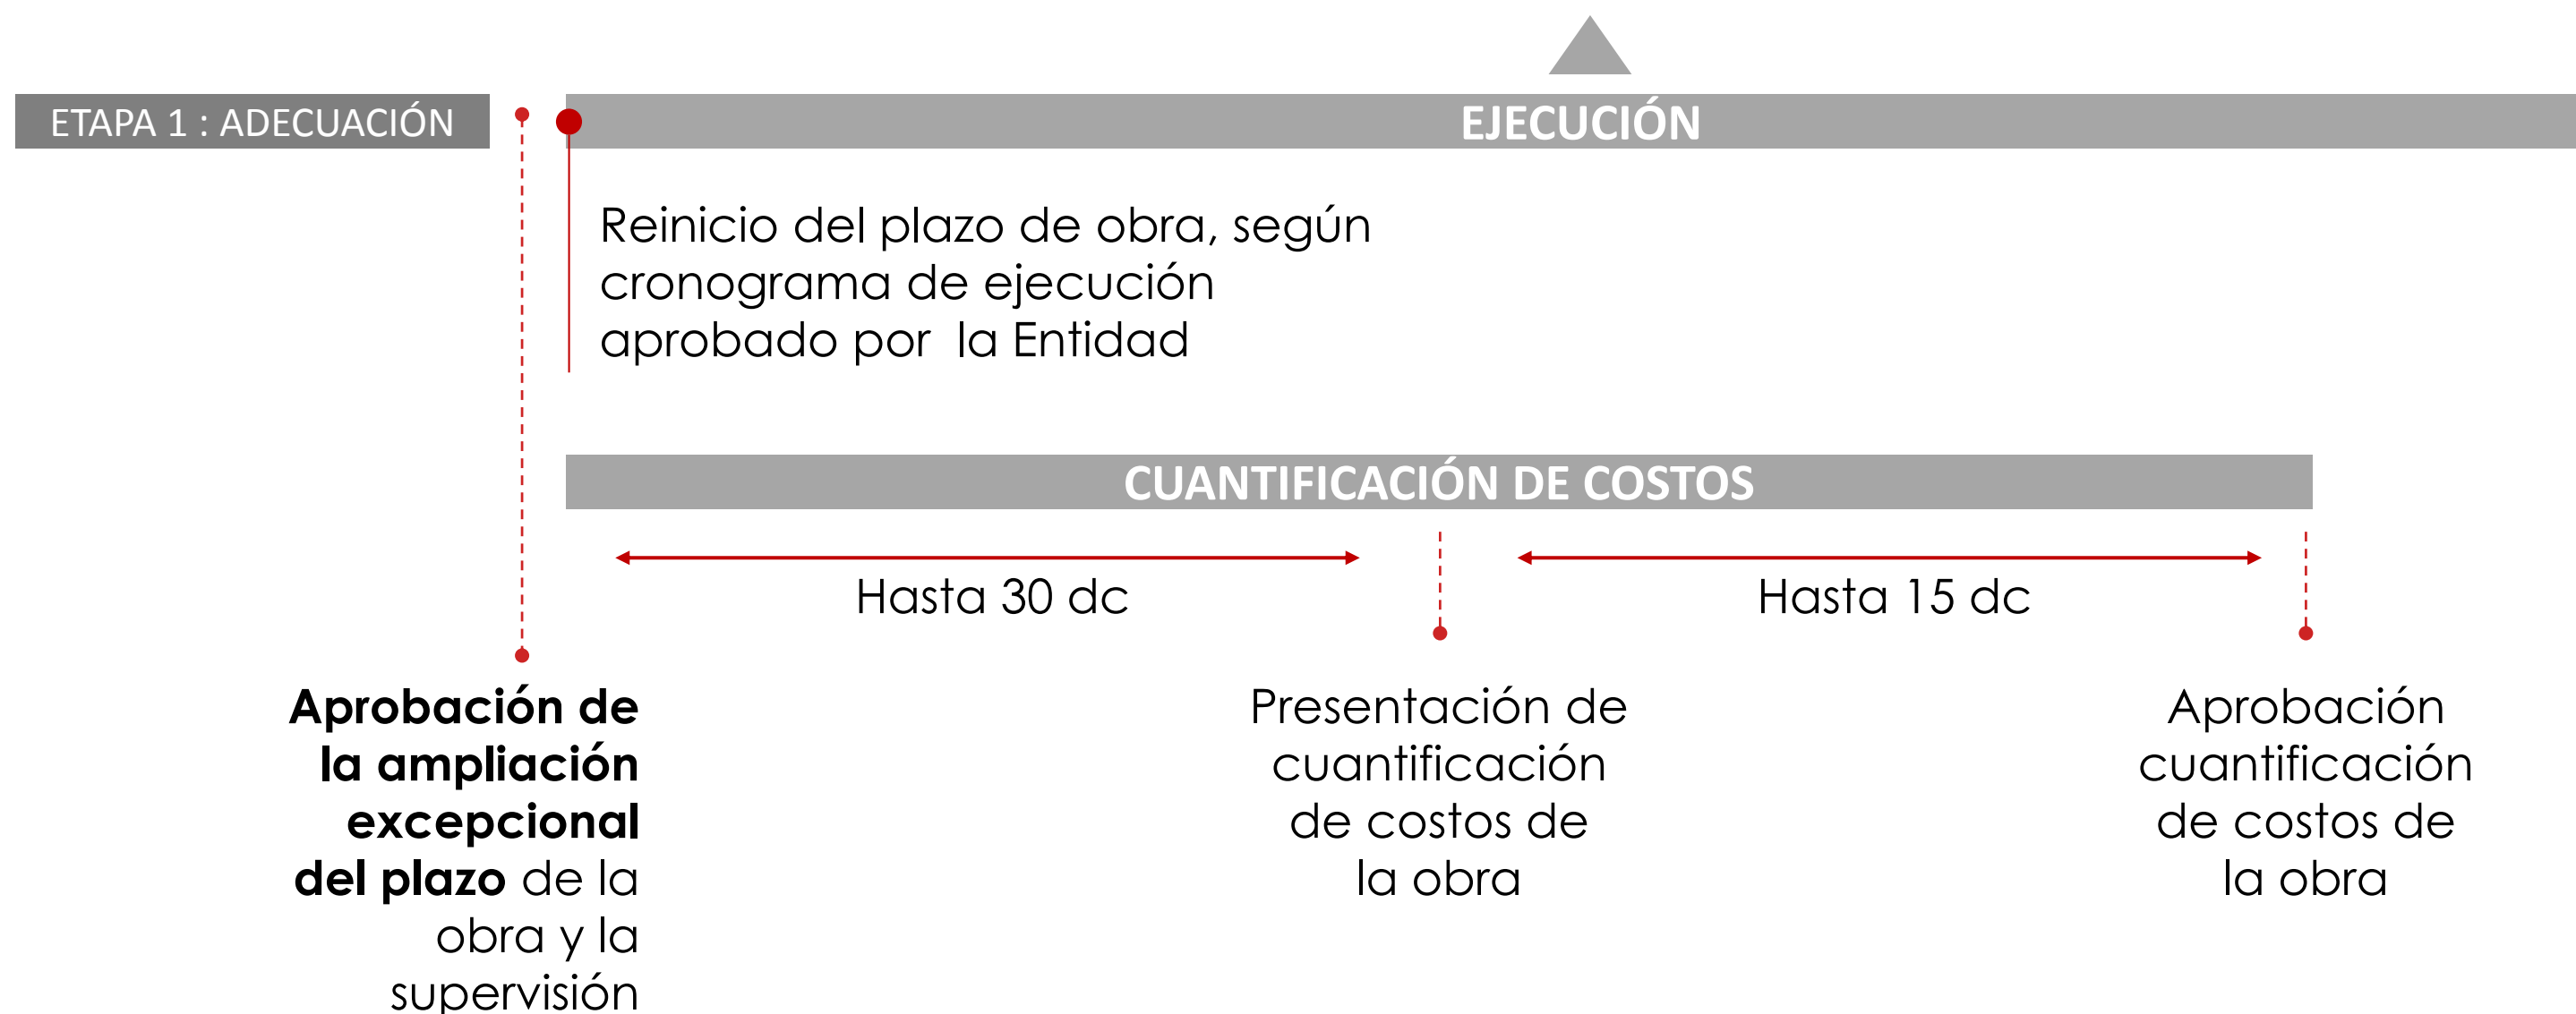 ETAPA 1 : ADECUACIÓN
EJECUCIÓN
Reinicio del plazo de obra, según
cronograma de ejecución
aprobado por  la Entidad
CUANTIFICACIÓN DE COSTOS
Hasta 30 dc
Hasta 15 dc
Aprobación de
la ampliación
excepcional
del plazo de la
obra y la
supervisión
Presentación de
cuantificación
de costos de
la obra
Aprobación
cuantificación
de costos de
la obra